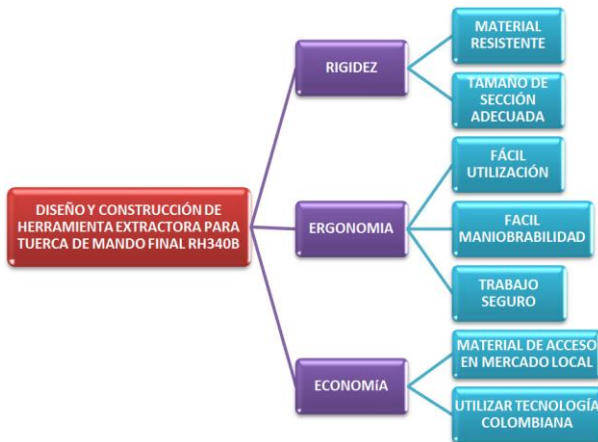 DISEÑO Y CONSTRUCCIÓN DE
HERRAMIENTA EXTRACTORA PARA
TUERCA DE MANDO FINAL RH340B
RIGIDEZ
MATERIAL
RESISTENTE
TAMAÑO DE
SECCIÓN
ADECUADA
ERGONOMIA
FÁCIL
UTILIZACIÓN
FACIL
MANIOBRABILIDAD
TRABAJO
SEGURO
ECONOMíA
MATERIAL DE ACCESO
EN MERCADO LOCAL
UTILIZAR TECNOLOGÍA
COLOMBIANA